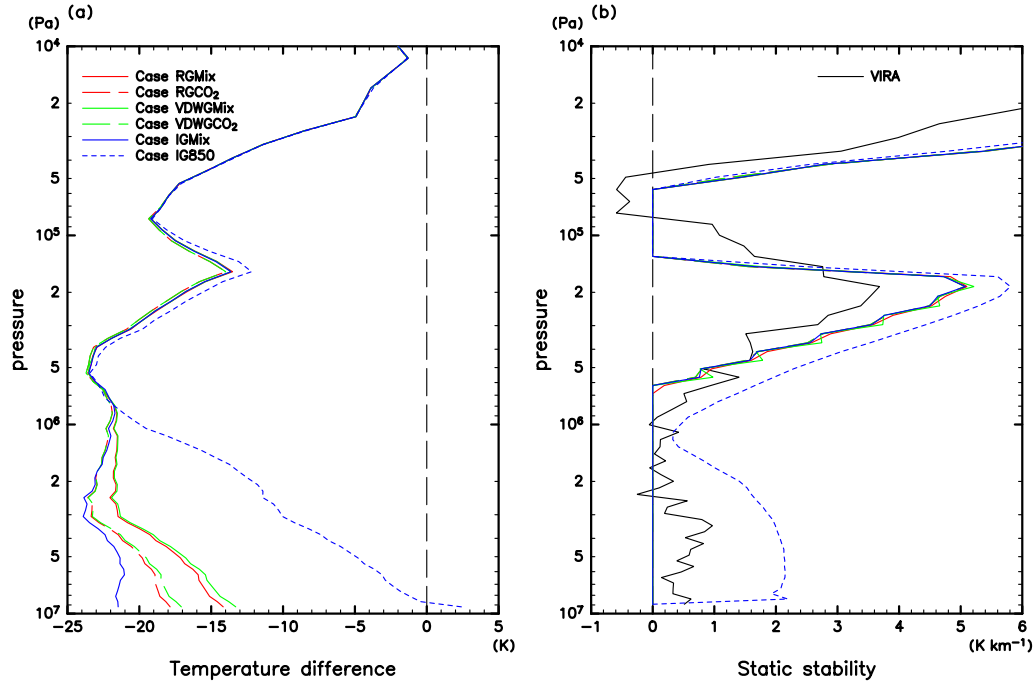 (a)
(Pa)
10⁴
2
5
10⁵
2
5
10⁶
2
5
10⁷
pressure
Case RGMix
Case RGCO₂
Case VDWGMix
Case VDWGCO₂
Case IGMix
Case IG850
−25 −20 −15 −10 −5 0 5
(K)
Temperature difference
(b)
(Pa)
10⁴
2
5
10⁵
2
5
10⁶
2
5
10⁷
pressure
VIRA
−1 0 1 2 3 4 5 6
(K km⁻¹)
Static stability